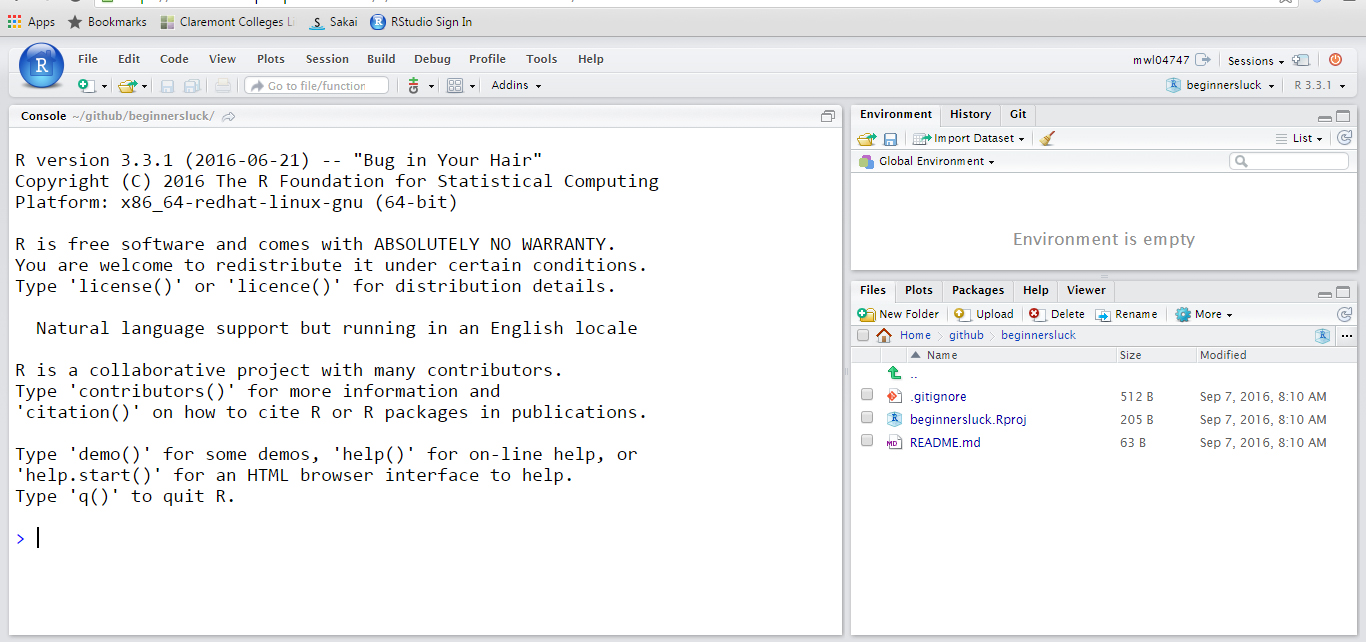 Apps Bookmarks Claremont Colleges Li Sakai RStudio Sign In
R File Edit Code View Plots Session Build Debug Profile Tools Help mwl04747 Sessions
Go to file/function Addins beginnersluck R 3.3.1
Console ~/github/beginnersluck/
R version 3.3.1 (2016-06-21) -- "Bug in Your Hair"
Copyright (C) 2016 The R Foundation for Statistical Computing
Platform: x86_64-redhat-linux-gnu (64-bit)
R is free software and comes with ABSOLUTELY NO WARRANTY.
You are welcome to redistribute it under certain conditions.
Type 'license()' or 'licence()' for distribution details.
Natural language support but running in an English locale
R is a collaborative project with many contributors.
Type 'contributors()' for more information and
'citation()' on how to cite R or R packages in publications.
Type 'demo()' for some demos, 'help()' for on-line help, or
'help.start()' for an HTML browser interface to help.
Type 'q()' to quit R.
>
Environment History Git
Import Dataset List
Global Environment
Environment is empty
Files Plots Packages Help Viewer
New Folder Upload Delete Rename More
Home github beginnersluck ...
Name Size Modified
..
.gitignore 512 B Sep 7, 2016, 8:10 AM
beginnersluck.Rproj 205 B Sep 7, 2016, 8:10 AM
README.md 63 B Sep 7, 2016, 8:10 AM